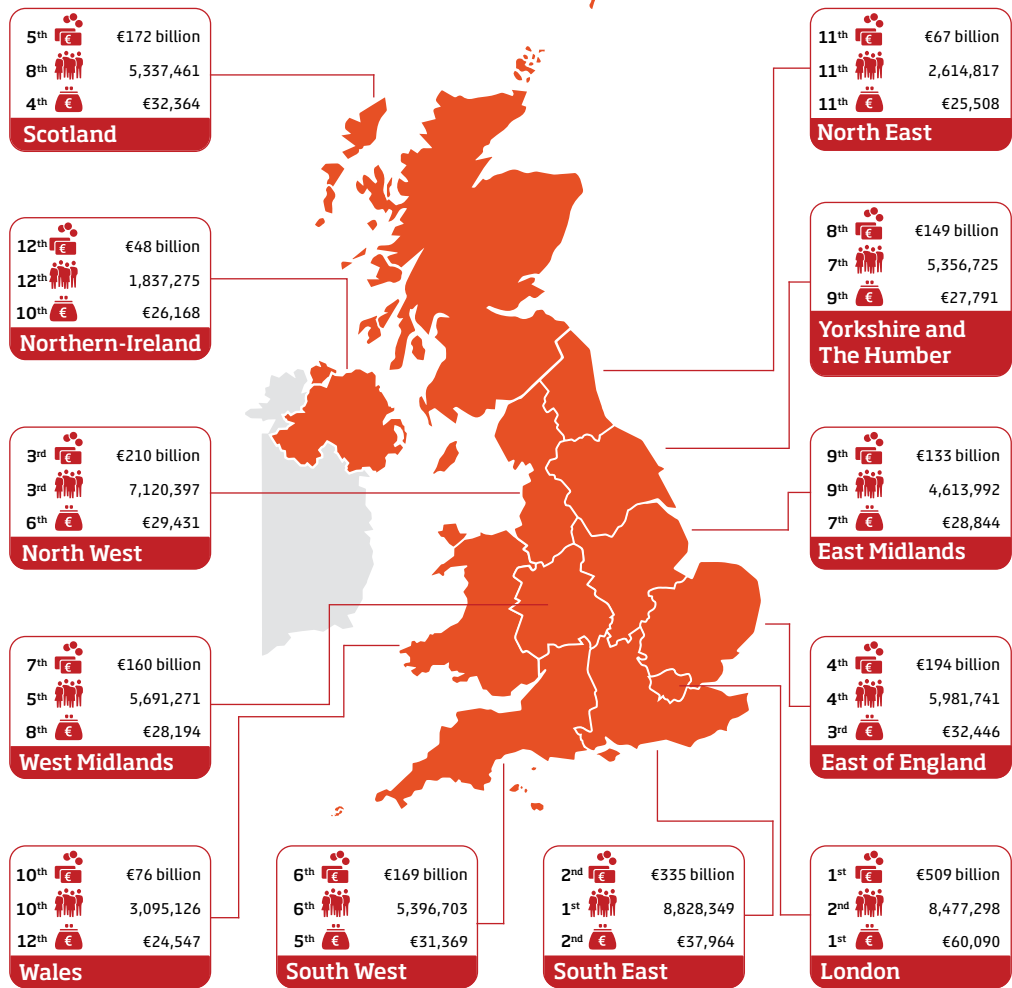 5th €172 billion
8th 5,337,461
4th € €32,364
Scotland
11th € €67 billion
11th 2,614,817
11th € €25,508
North East
12th € €48 billion
12th 1,837,275
10th € €26,168
Northern-Ireland
8th € €149 billion
7th 5,356,725
9th € €27,791
Yorkshire and
The Humber
3rd € €210 billion
3rd 7,120,397
6th € €29,431
North West
9th € €133 billion
9th 4,613,992
7th € €28,844
East Midlands
7th € €160 billion
5th 5,691,271
8th € €28,194
West Midlands
4th € €194 billion
4th 5,981,741
3rd € €32,446
East of England
10th € €76 billion
10th 3,095,126
12th € €24,547
Wales
6th € €169 billion
6th 5,396,703
5th € €31,369
South West
2nd € €335 billion
1st 8,828,349
2nd € €37,964
South East
1st € €509 billion
2nd 8,477,298
1st € €60,090
London